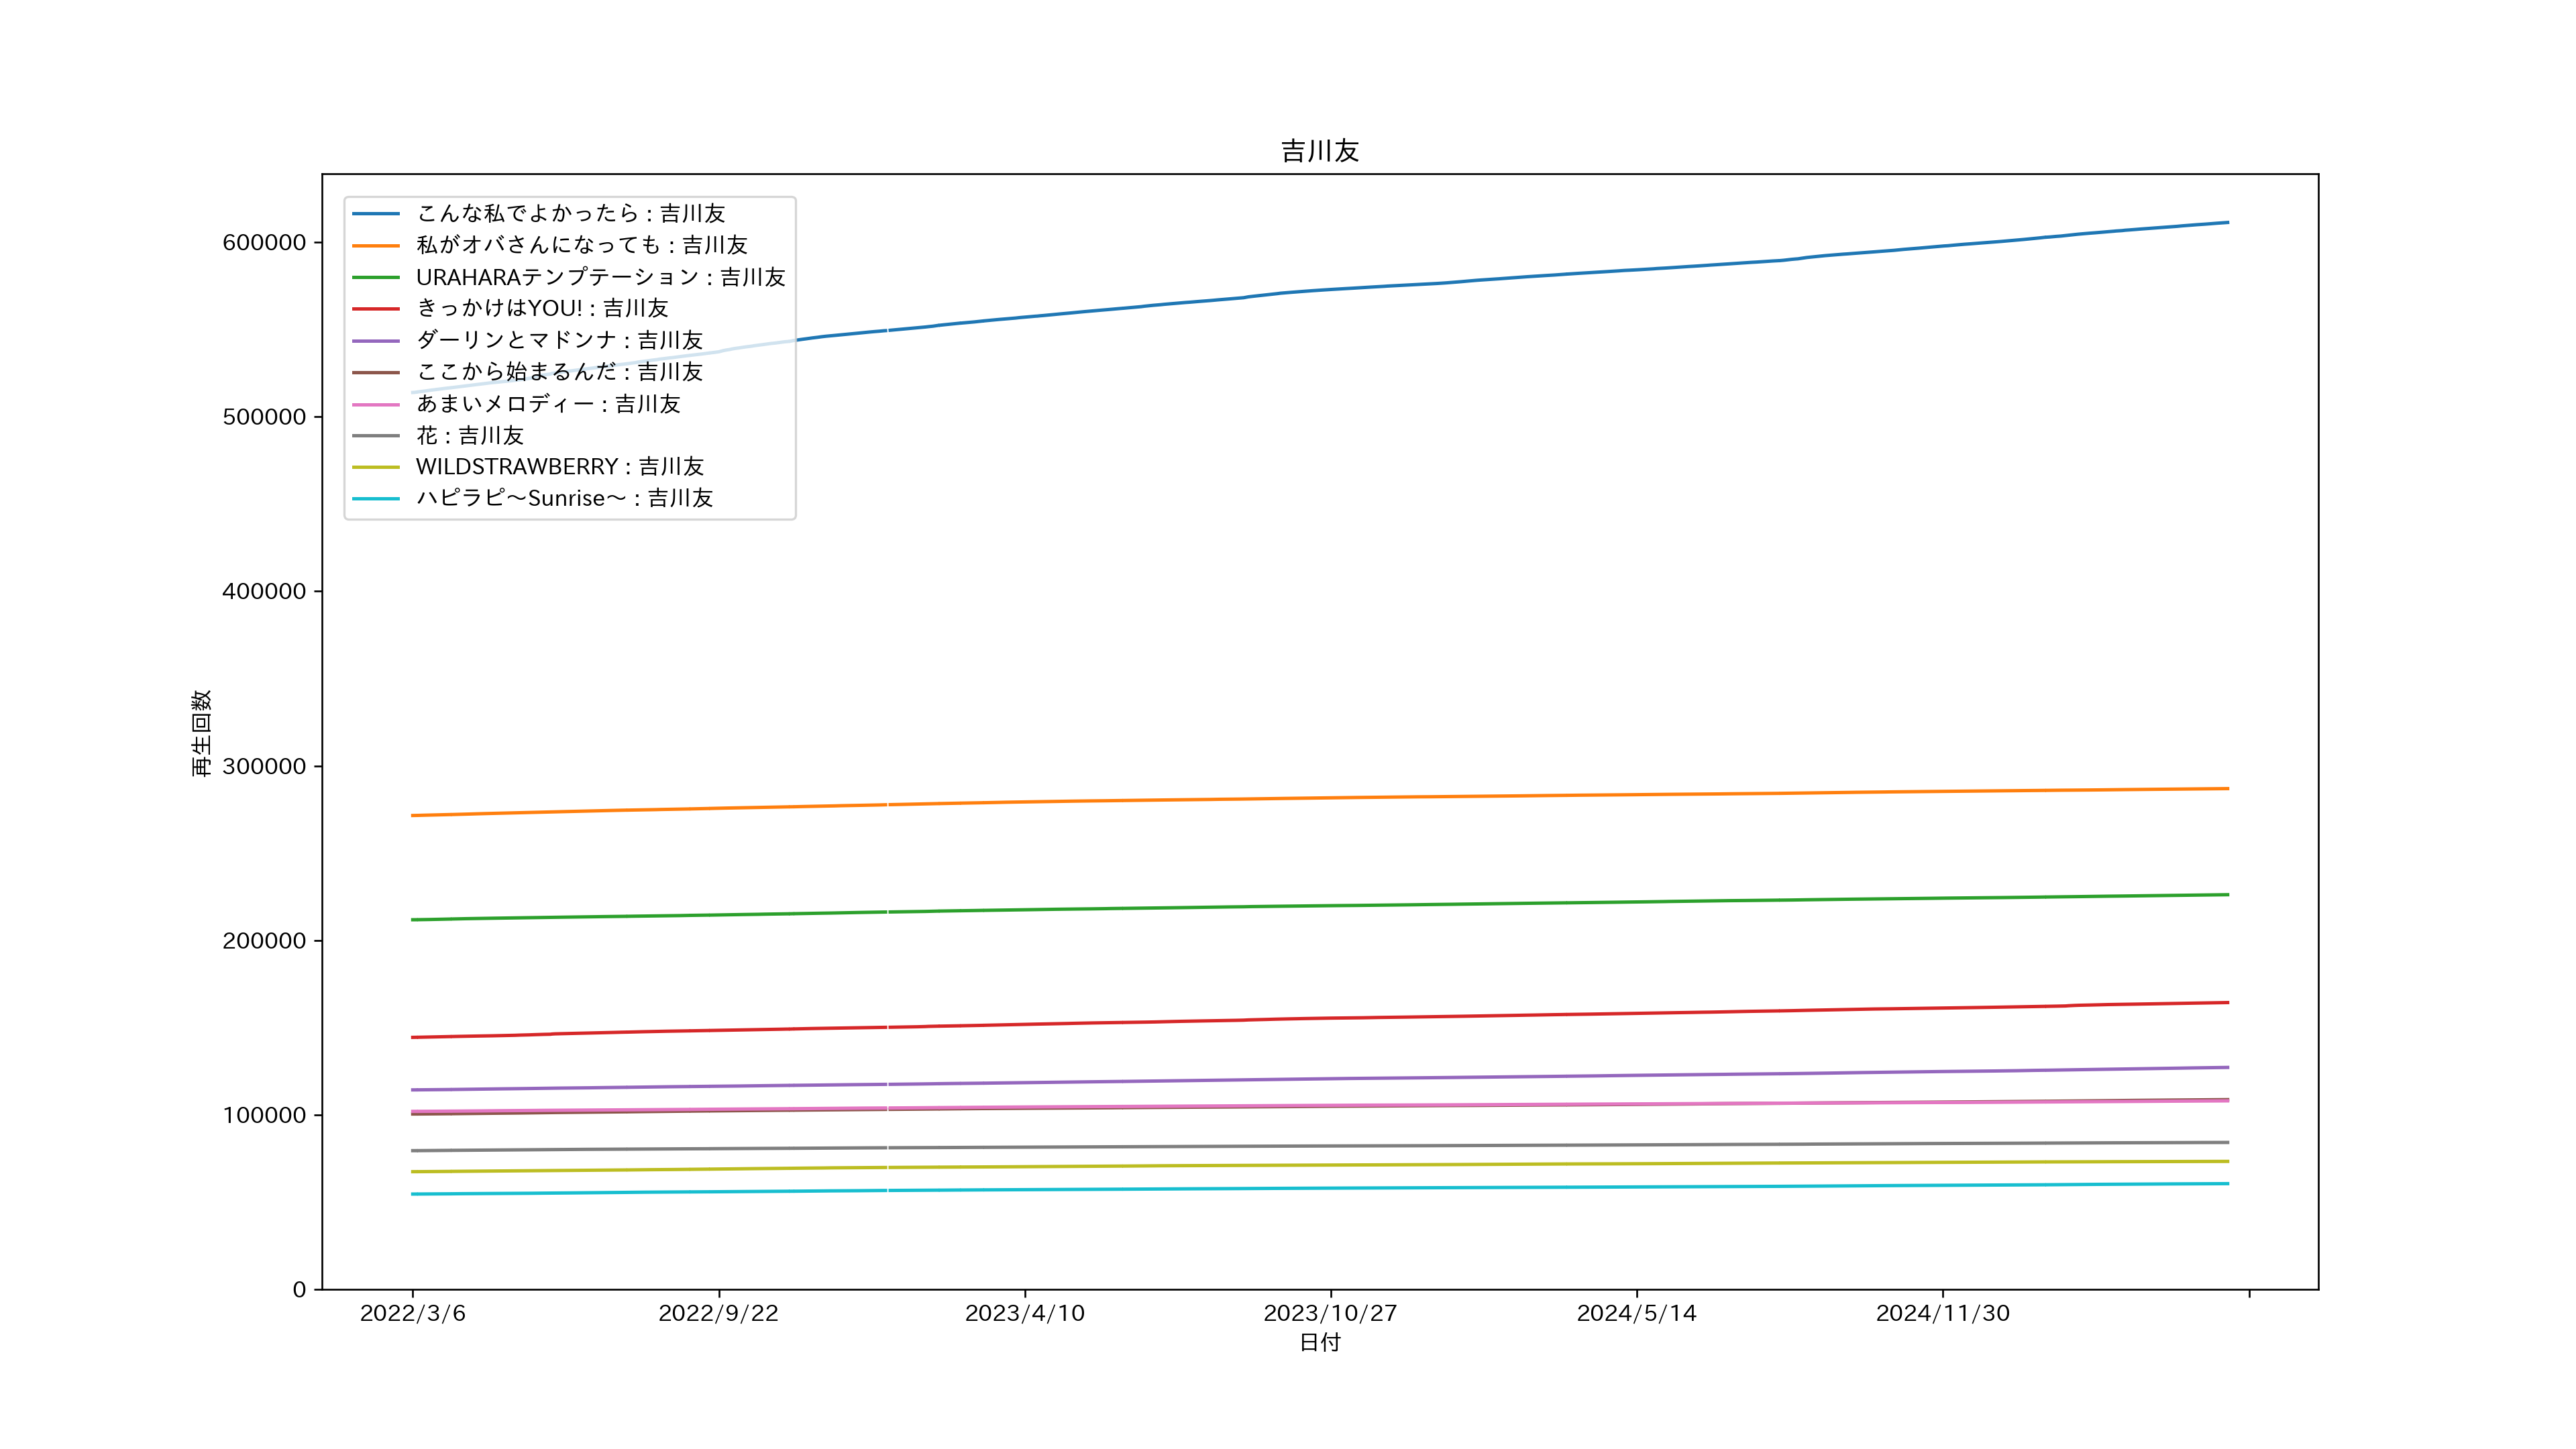 吉川友
こんな私でよかったら : 吉川友
私がオバさんになっても : 吉川友
URAHARAテンプテーション : 吉川友
きっかけはYOU! : 吉川友
ダーリンとマドンナ : 吉川友
ここから始まるんだ : 吉川友
あまいメロディー : 吉川友
花 : 吉川友
WILDSTRAWBERRY : 吉川友
ハピラピ～Sunrise～ : 吉川友
再生回数
600000
500000
400000
300000
200000
100000
0
2022/3/6 2022/9/22 2023/4/10 2023/10/27 2024/5/14 2024/11/30
日付